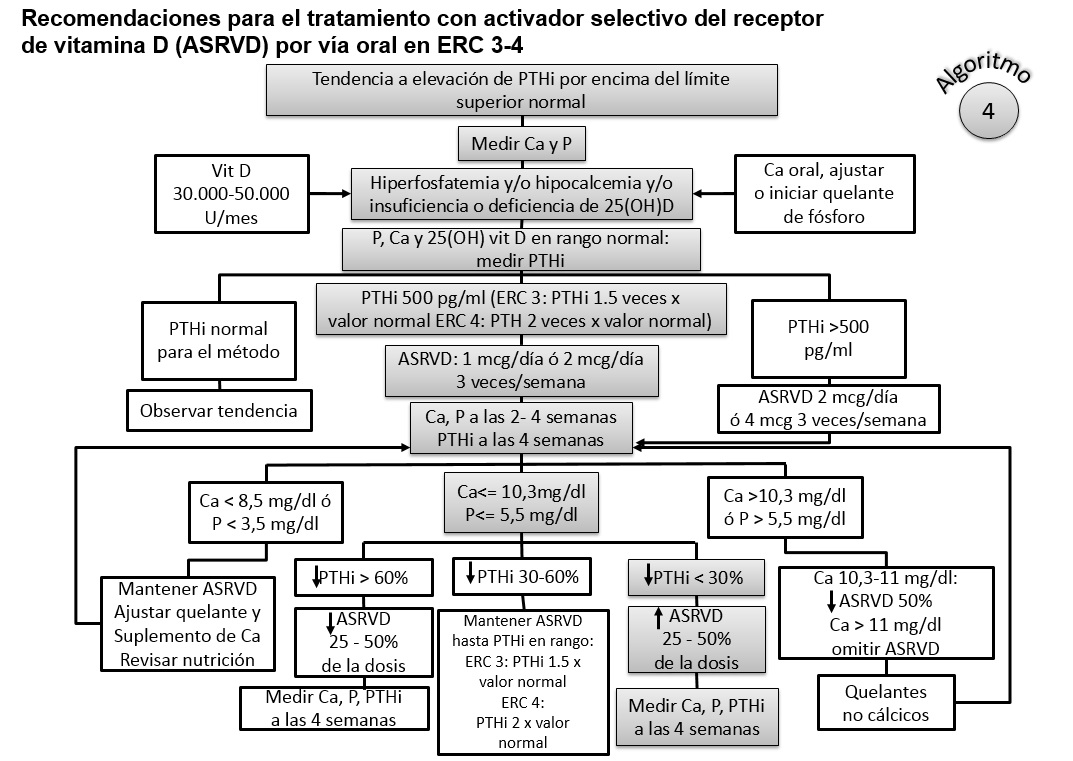 Recomendaciones para el tratamiento con activador selectivo del receptor
de vitamina D (ASRVD) por vía oral en ERC 3-4
Algoritmo
4
Tendencia a elevación de PTHi por encima del límite
superior normal
Medir Ca y P
Vit D
30.000-50.000
U/mes
Hiperfosfatemia y/o hipocalcemia y/o
insuficiencia o deficiencia de 25(OH)D
Ca oral, ajustar
o iniciar quelante
de fósforo
P, Ca y 25(OH) vit D en rango normal:
medir PTHi
PTHi normal
para el método
PTHi 500 pg/ml (ERC 3: PTHi 1.5 veces x
valor normal ERC 4: PTH 2 veces x valor normal)
PTHi >500
pg/ml
Observar tendencia
ASRVD: 1 mcg/día ó 2 mcg/día
3 veces/semana
ASRVD 2 mcg/día
ó 4 mcg 3 veces/semana
Ca, P a las 2- 4 semanas
PTHi a las 4 semanas
Ca < 8,5 mg/dl ó
P < 3,5 mg/dl
Ca<= 10,3mg/dl
P<= 5,5 mg/dl
Ca >10,3 mg/dl
ó P > 5,5 mg/dl
Mantener ASRVD
Ajustar quelante y
Suplemento de Ca
Revisar nutrición
↓PTHi > 60%
↓PTHi 30-60%
↓PTHi < 30%
Ca 10,3-11 mg/dl:
↓ASRVD 50%
Ca > 11 mg/dl
omitir ASRVD
↓ASRVD
25 - 50%
de la dosis
Mantener ASRVD
hasta PTHi en rango:
ERC 3: PTHi 1.5 x
valor normal
ERC 4:
PTHi 2 x valor
normal
↑ASRVD
25 - 50%
de la dosis
Medir Ca, P, PTHi
a las 4 semanas
Medir Ca, P, PTHi
a las 4 semanas
Quelantes
no cálcicos